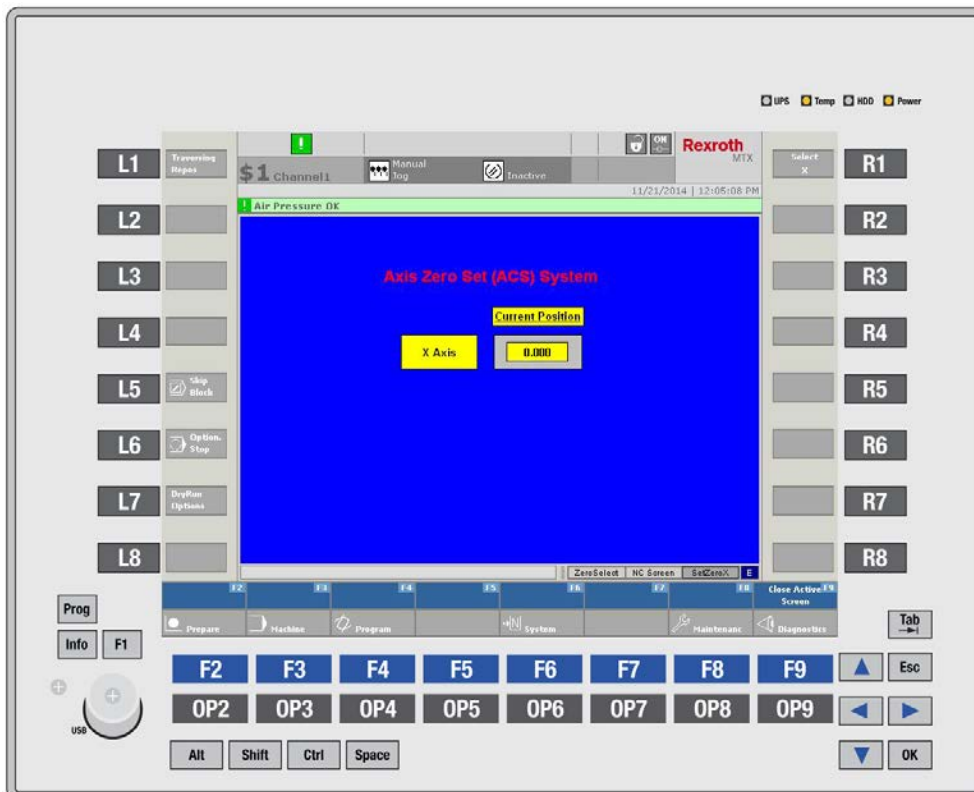 UPS Temp HDD Power
L1
Traversing
Repos
ON
Rexroth
MTX
Select
X
R1
$1 Channel1
Manual
Jog
Inactive
11/21/2014 | 12:05:08 PM
! Air Pressure OK
L2
R2
L3
Axis Zero Set (ACS) System
R3
Current Position
L4
X Axis
0.000
R4
L5
Skip
Block
R5
L6
Option.
Stop
R6
L7
DryRun
Options
R7
L8
ZeroSelect NC Screen SetZeroX E
R8
F2 F3 F4 F5 F6 F7 F8 Close Active F9
Screen
Prepare Machine Program System Maintenanc Diagnostics
Prog
Info F1
Tab
F2 F3 F4 F5 F6 F7 F8 F9 Esc
OP2 OP3 OP4 OP5 OP6 OP7 OP8 OP9
USB
Alt Shift Ctrl Space OK